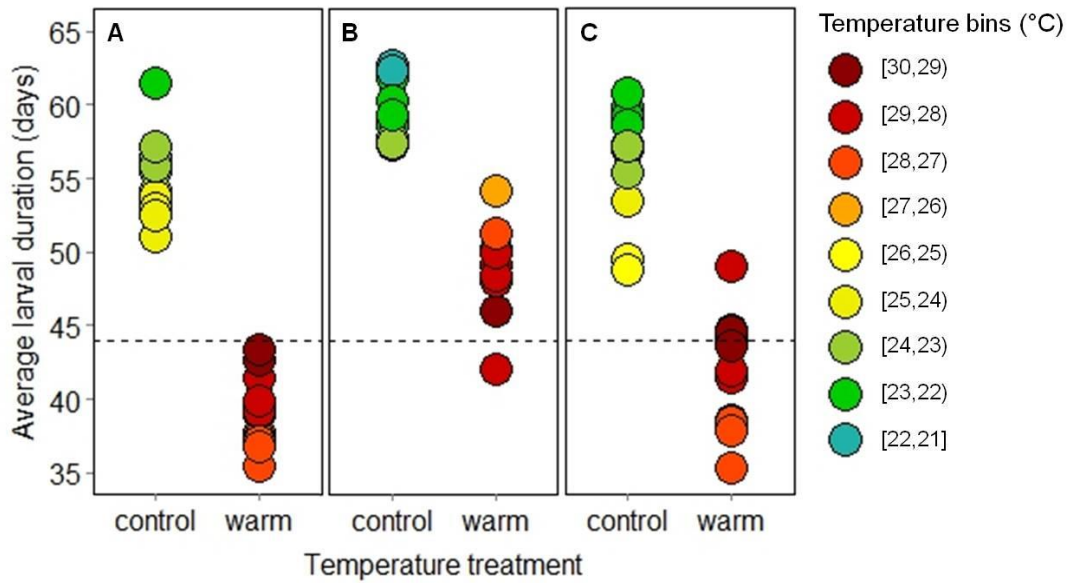 A
B
C
Temperature bins (°C)
[30,29)
[29,28)
[28,27)
[27,26)
[26,25)
[25,24)
[24,23)
[23,22)
[22,21]
Average larval duration (days)
65
60
55
50
45
40
35
control warm control warm control warm
Temperature treatment